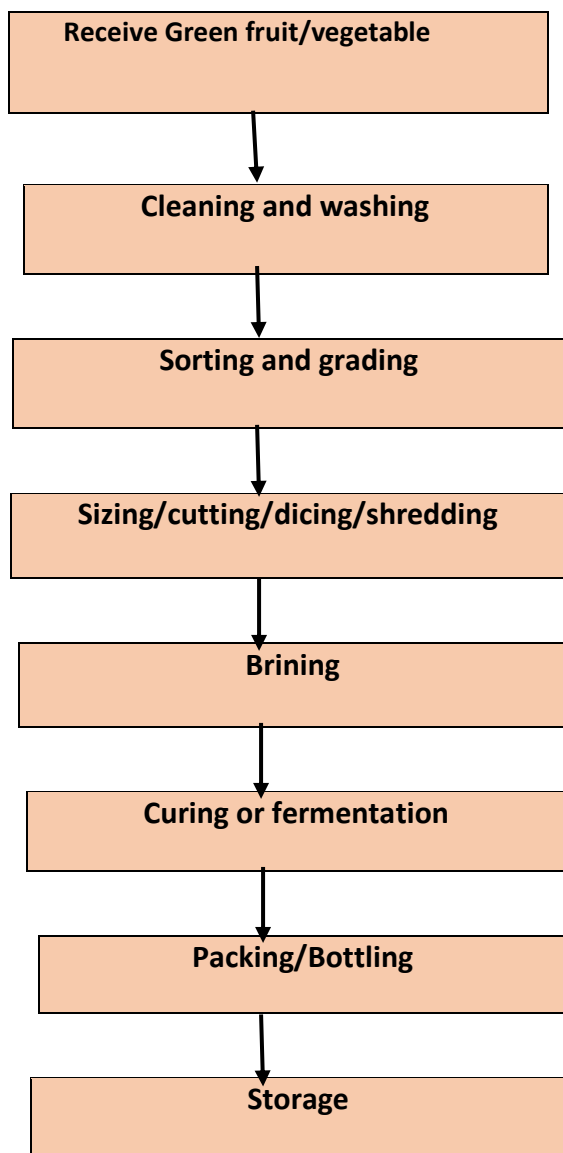 Receive Green fruit/vegetable
Cleaning and washing
Sorting and grading
Sizing/cutting/dicing/shredding
Brining
Curing or fermentation
Packing/Bottling
Storage